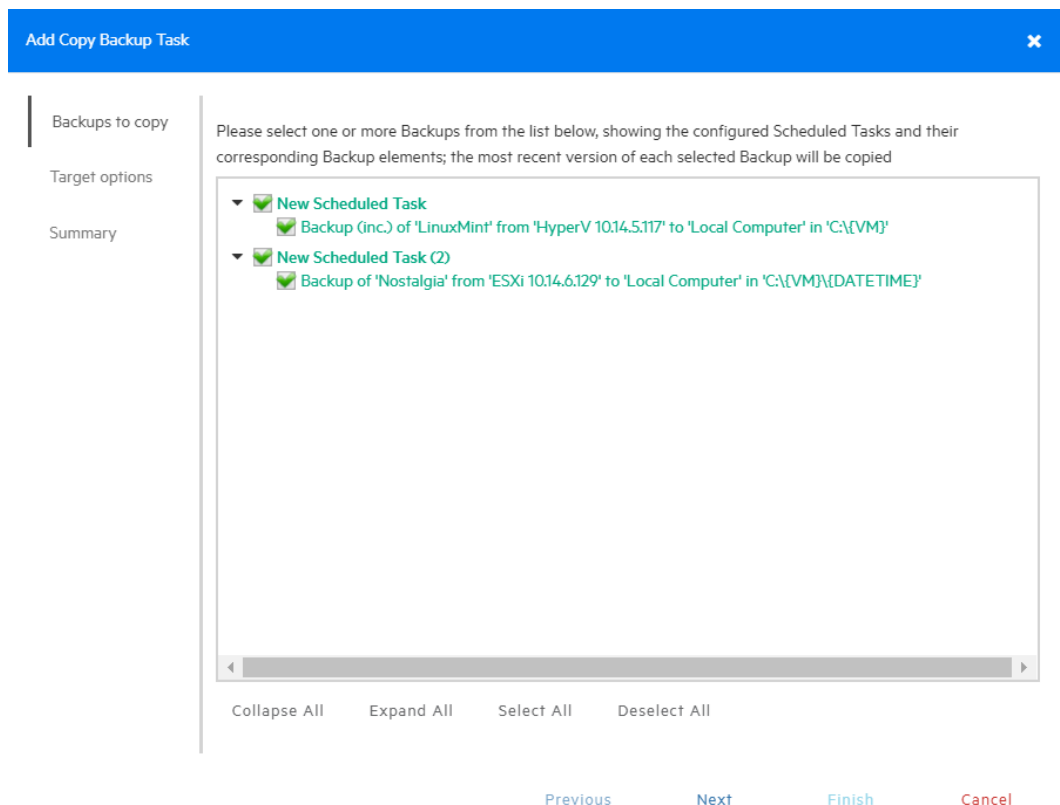 Add Copy Backup Task
Backups to copy
Target options
Summary
Please select one or more Backups from the list below, showing the configured Scheduled Tasks and their
corresponding Backup elements; the most recent version of each selected Backup will be copied
New Scheduled Task
Backup (inc.) of 'LinuxMint' from 'HyperV 10.14.5.117' to 'Local Computer' in 'C:\{VM}'
New Scheduled Task (2)
Backup of 'Nostalgia' from 'ESXi 10.14.6.129' to 'Local Computer' in 'C:\{VM}\{DATETIME}'
Collapse All Expand All Select All Deselect All
Previous Next Finish Cancel